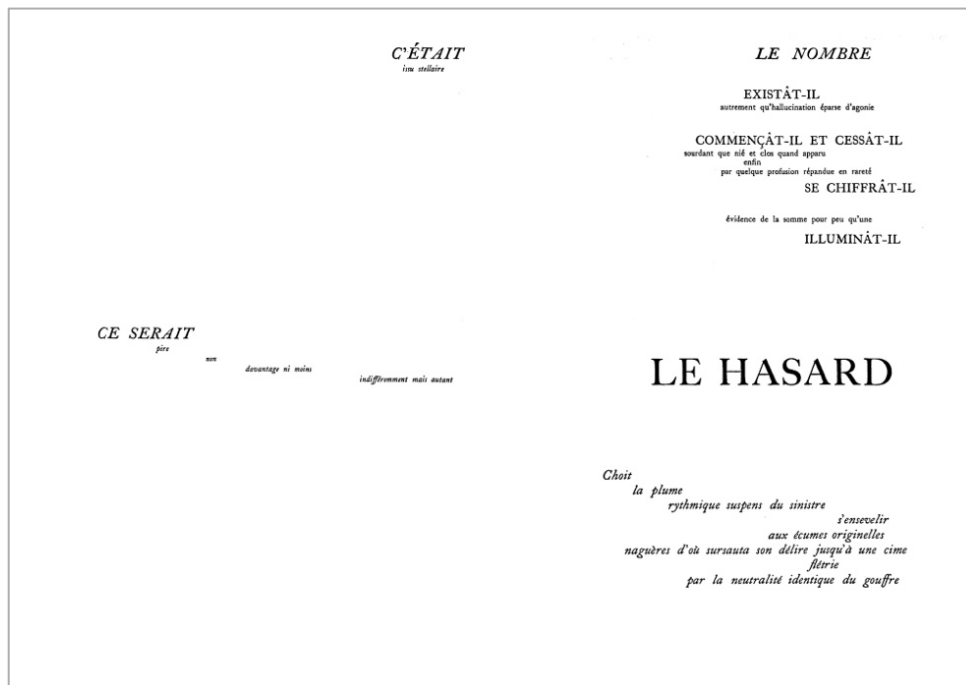 C'ÉTAIT
issu stellaire
LE NOMBRE
EXISTÂT-IL
autrement qu'hallucination éparse d'agonie
COMMENÇÂT-IL ET CESSÂT-IL
sourdant que nié et clos quand apparu
enfin
par quelque profusion répandue en rareté
SE CHIFFRÂT-IL
évidence de la somme pour peu qu'une
ILLUMINÂT-IL
CE SERAIT
pire
non
davantage ni moins
indifféremment mais autant
LE HASARD
Choit
la plume
rythmique suspens du sinistre
s'ensevelir
aux écumes originelles
naguères d'où sursauta son délire jusqu'à une cime
flétrie
par la neutralité identique du gouffre